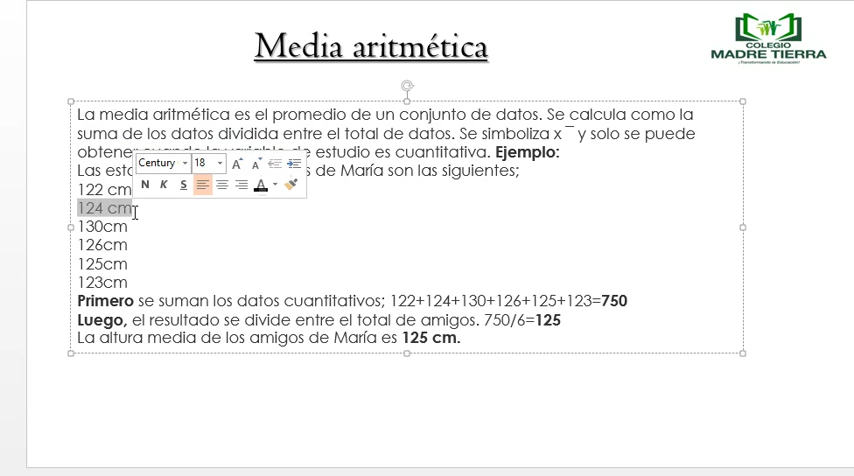 Media aritmética
COLEGIO
MADRE TIERRA
La media aritmética es el promedio de un conjunto de datos. Se calcula como la
suma de los datos dividida entre el total de datos. Se simboliza x ¯ y solo se puede
obtener estudio es cuantitativa. Ejemplo:
Las de María son las siguientes;
Century 18
N K S A
122 cm
124 cm
130cm
126cm
125cm
123cm
Primero se suman los datos cuantitativos; 122+124+130+126+125+123=750
Luego, el resultado se divide entre el total de amigos. 750/6=125
La altura media de los amigos de María es 125 cm.